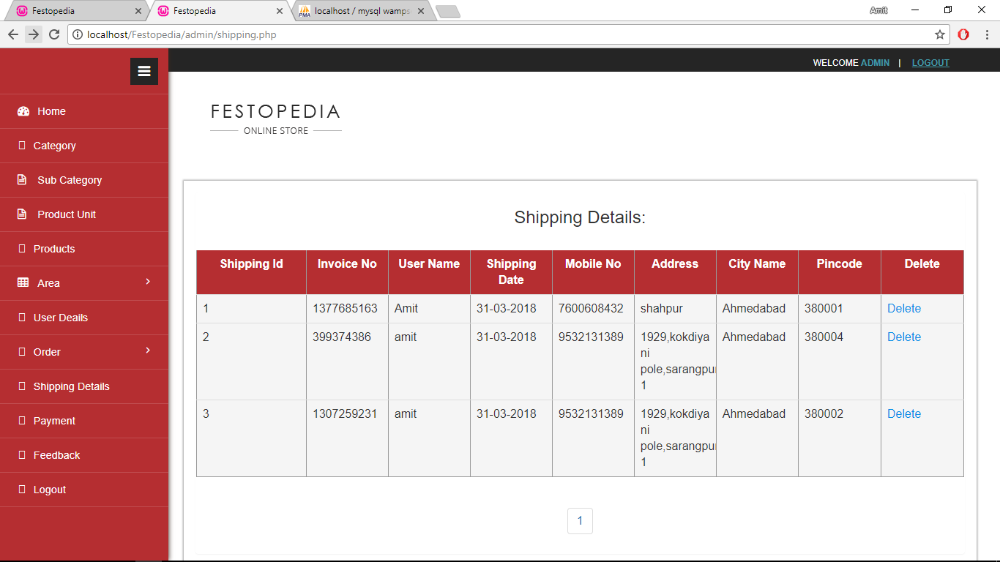 Festopedia
Festopedia
localhost / mysql wamps
Amit
localhost/Festopedia/admin/shipping.php
WELCOME ADMIN | LOGOUT
Home
Category
Sub Category
Product Unit
Products
Area
User Deails
Order
Shipping Details
Payment
Feedback
Logout
FESTOPEDIA
ONLINE STORE
Shipping Details:
Shipping Id Invoice No User Name Shipping Date Mobile No Address City Name Pincode Delete
1 1377685163 Amit 31-03-2018 7600608432 shahpur Ahmedabad 380001 Delete
2 399374386 amit 31-03-2018 9532131389 1929,kokdiya Ahmedabad 380004 Delete
ni
pole,sarangpur
1
3 1307259231 amit 31-03-2018 9532131389 1929,kokdiya Ahmedabad 380002 Delete
ni
pole,sarangpur
1
1